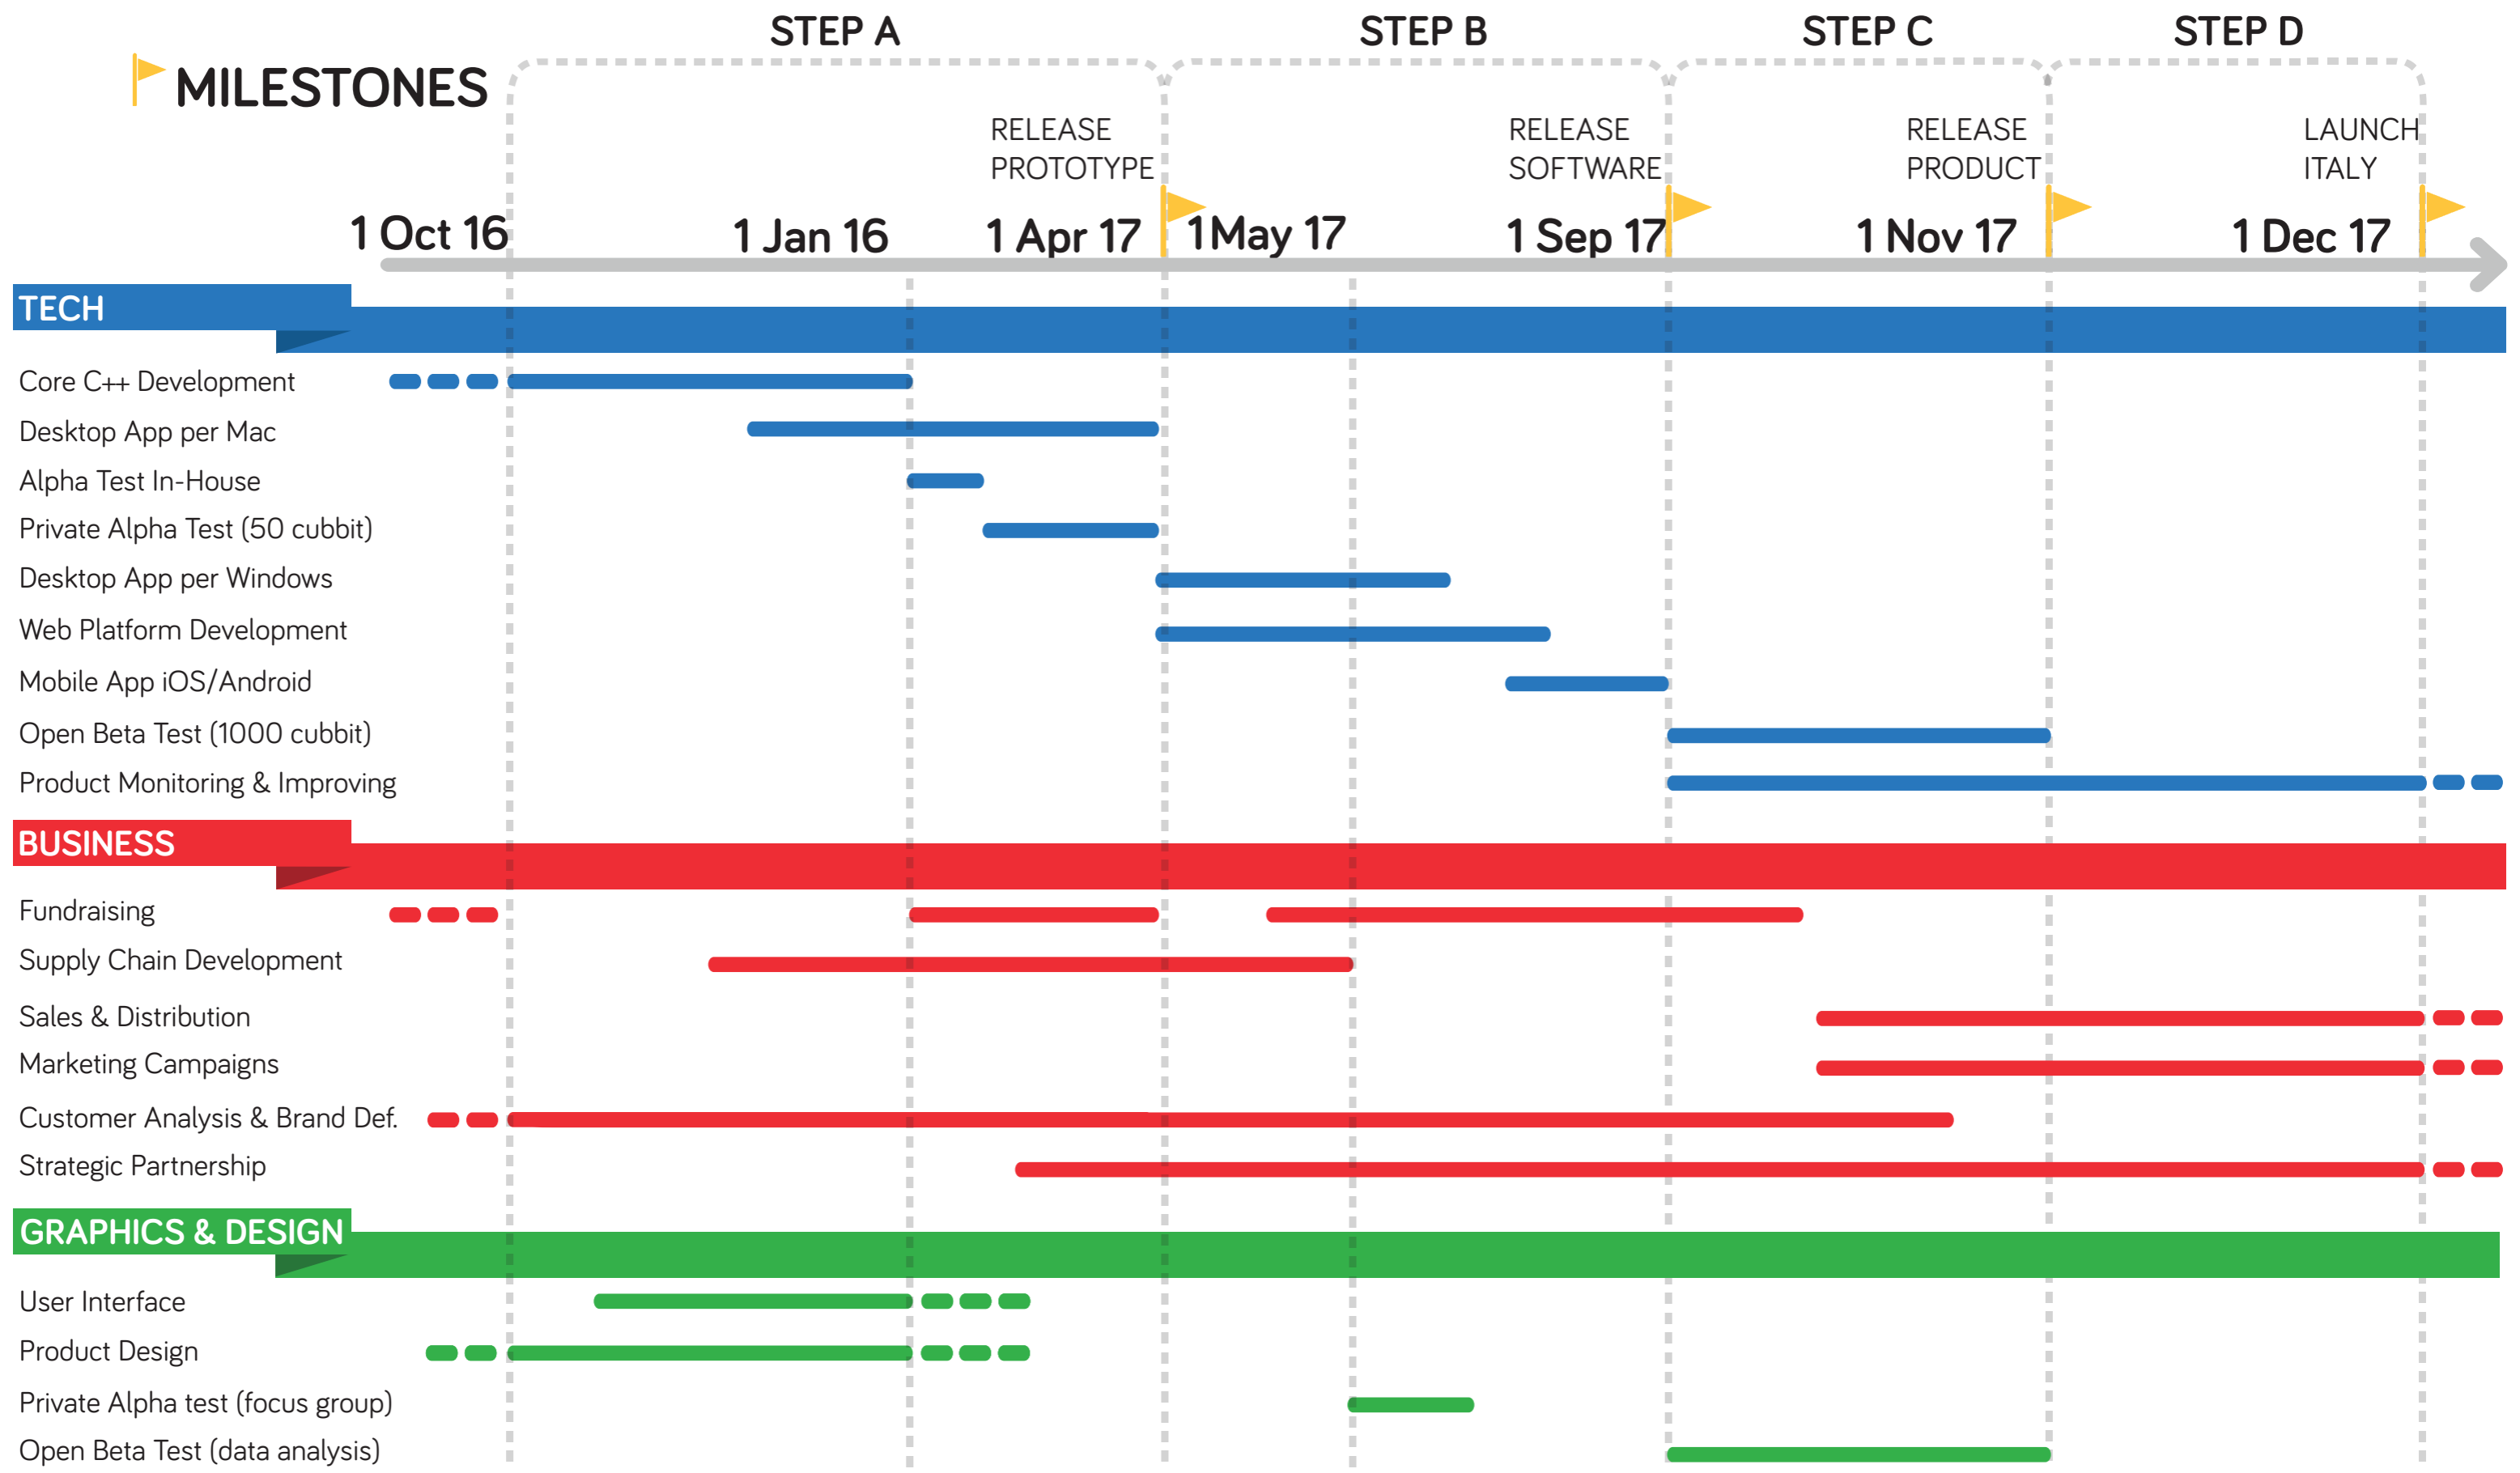 STEP A STEP B STEP C STEP D
MILESTONES
RELEASE
PROTOTYPE
RELEASE
SOFTWARE
RELEASE
PRODUCT
LAUNCH
ITALY
1 Oct 16 1 Jan 16 1 Apr 17 1 May 17 1 Sep 17 1 Nov 17 1 Dec 17
TECH
Core C++ Development
Desktop App per Mac
Alpha Test In-House
Private Alpha Test (50 cubbit)
Desktop App per Windows
Web Platform Development
Mobile App iOS/Android
Open Beta Test (1000 cubbit)
Product Monitoring & Improving
BUSINESS
Fundraising
Supply Chain Development
Sales & Distribution
Marketing Campaigns
Customer Analysis & Brand Def.
Strategic Partnership
GRAPHICS & DESIGN
User Interface
Product Design
Private Alpha test (focus group)
Open Beta Test (data analysis)